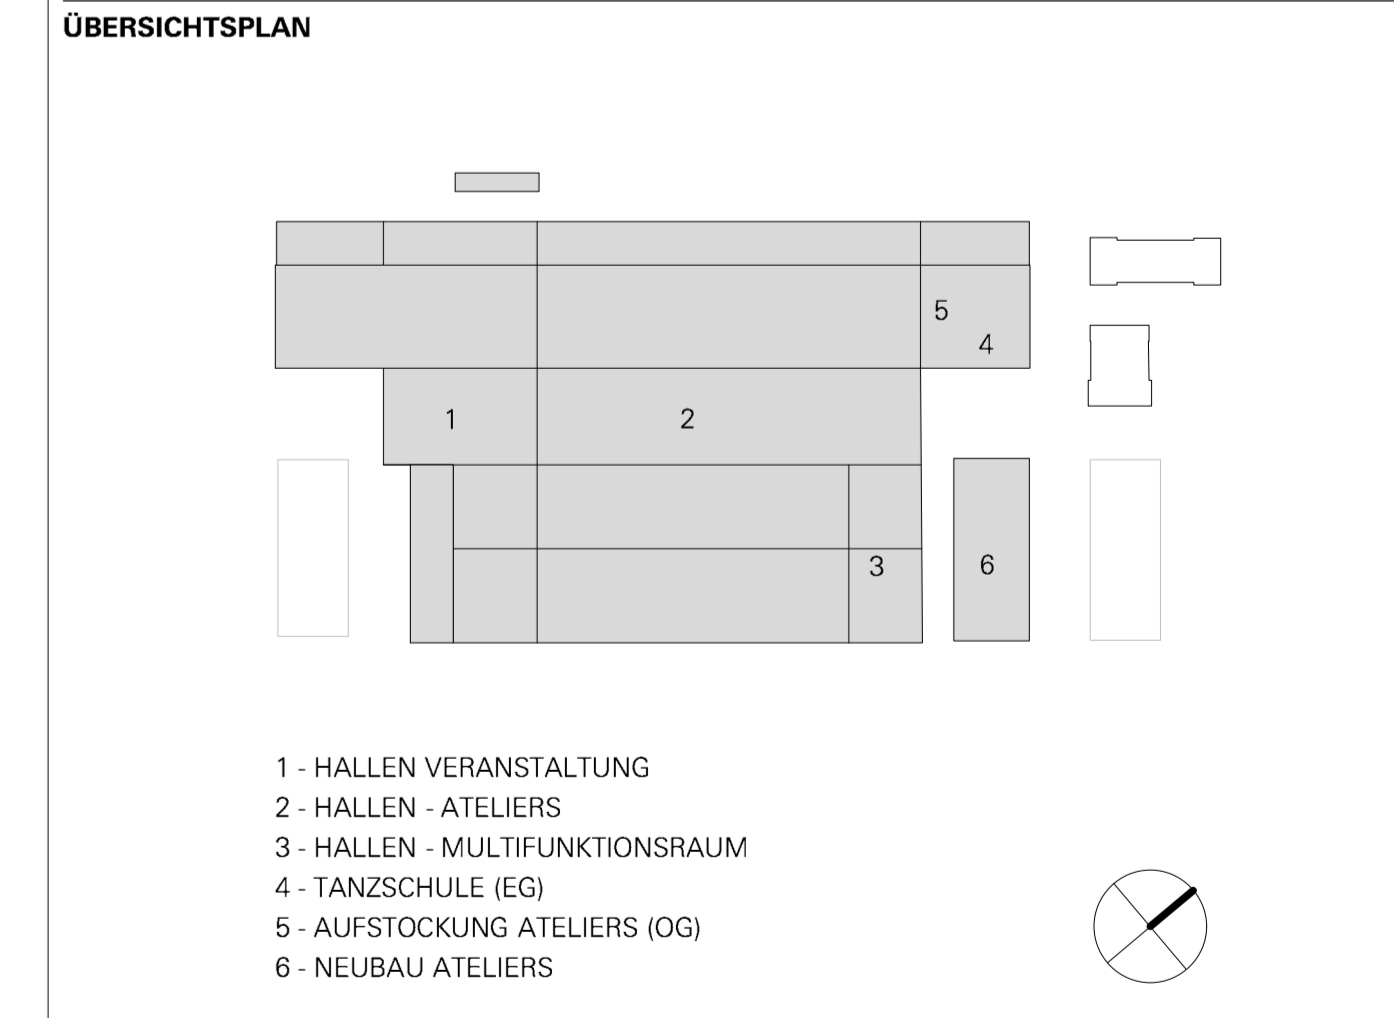 ÜBERSICHTSPLAN
5
4
1
2
3
6
1 - HALLEN VERANSTALTUNG
2 - HALLEN - ATELIERS
3 - HALLEN - MULTIFUNKTIONSRAUM
4 - TANZSCHULE (EG)
5 - AUFSTOCKUNG ATELIERS (OG)
6 - NEUBAU ATELIERS